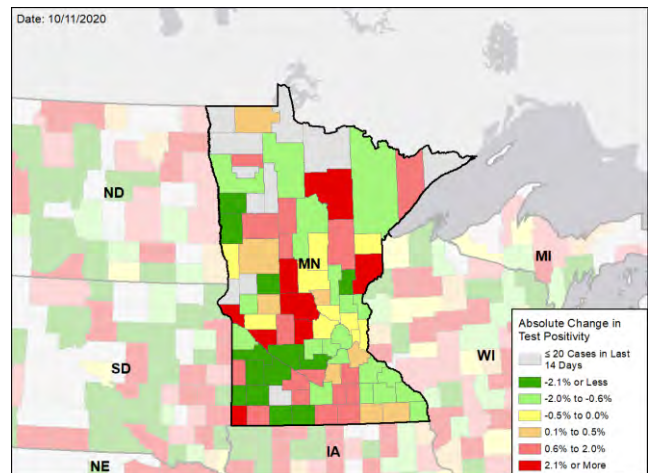 Date: 10/11/2020
ND
MN
MI
SD
WI
NE
IA
Absolute Change in
Test Positivity
≤ 20 Cases in Last
14 Days
-2.1% or Less
-2.0% to -0.6%
-0.5% to 0.0%
0.1% to 0.5%
0.6% to 2.0%
2.1% or More